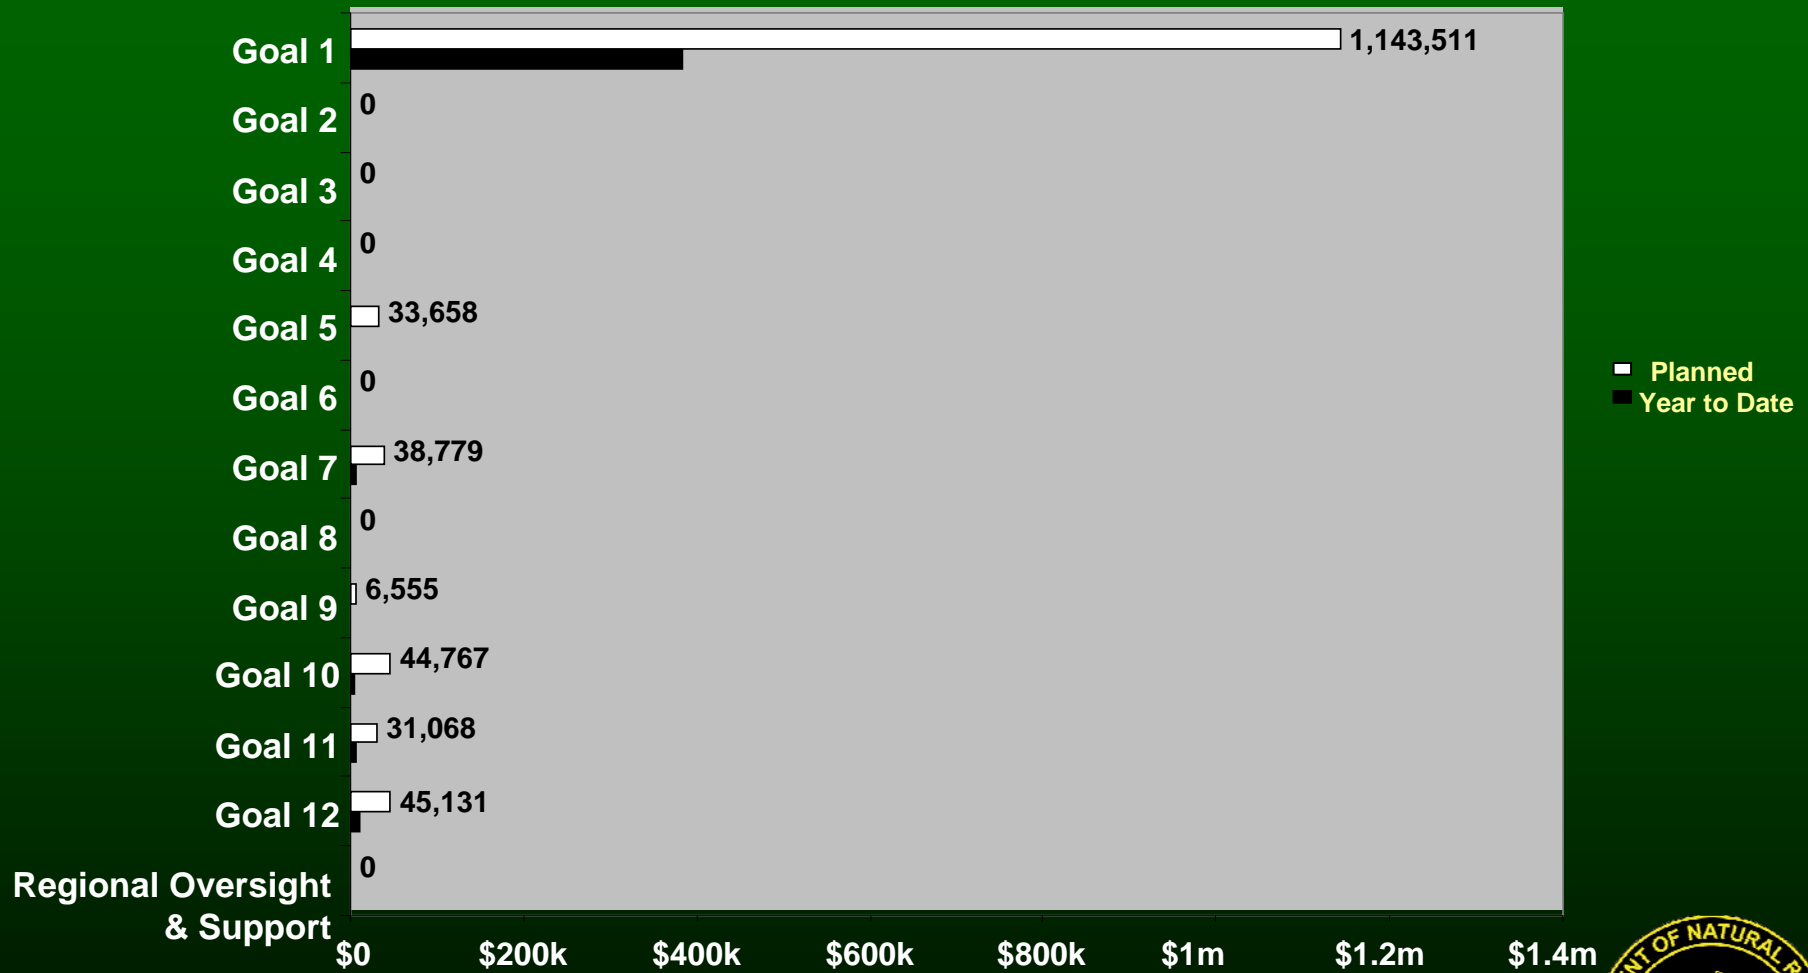 Goal 1 1,143,511
Goal 2 0
Goal 3 0
Goal 4 0
Goal 5 33,658
Goal 6 0
Goal 7 38,779
Goal 8 0
Goal 9 6,555
Goal 10 44,767
Goal 11 31,068
Goal 12 45,131
Regional Oversight 0
& Support
$0 $200k $400k $600k $800k $1m $1.2m $1.4m
Planned
Year to Date
OF NATURAL